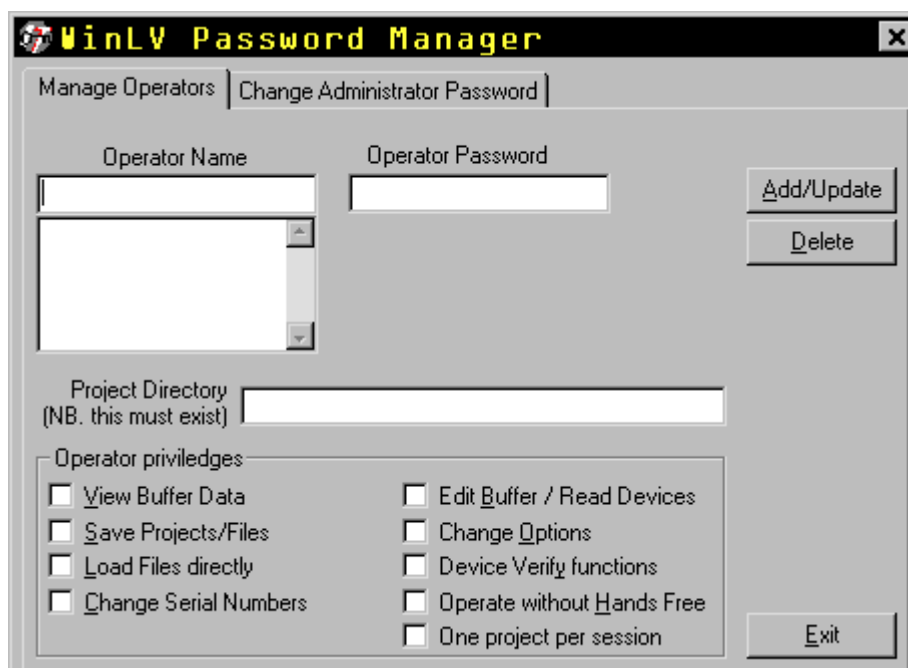 WinLV Password Manager
Manage Operators
Change Administrator Password
Operator Name
Operator Password
Add/Update
Delete
Project Directory
(NB. this must exist)
Operator priviledges
View Buffer Data
Edit Buffer / Read Devices
Save Projects/Files
Change Options
Load Files directly
Device Verify functions
Change Serial Numbers
Operate without Hands Free
One project per session
Exit